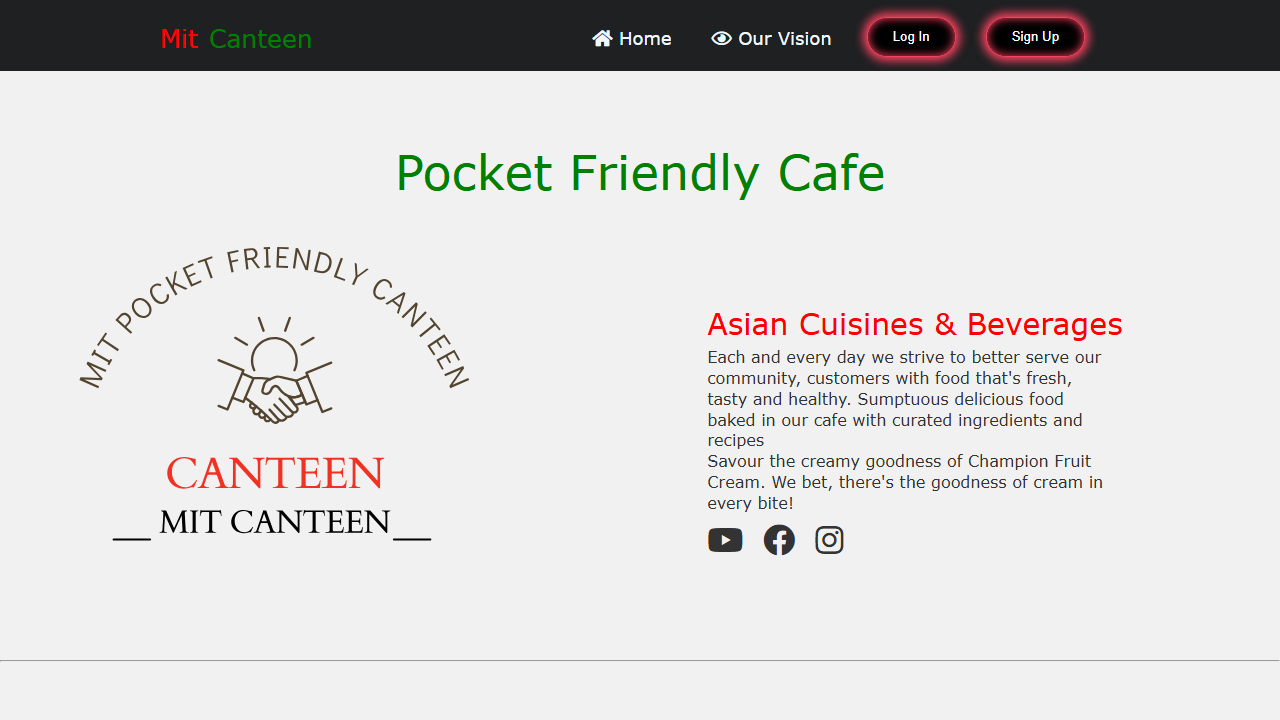 Mit Canteen
Home
Our Vision
Log In
Sign Up
Pocket Friendly Cafe
MIT POCKET FRIENDLY CANTEEN
CANTEEN
MIT CANTEEN
Asian Cuisines & Beverages
Each and every day we strive to better serve our
community, customers with food that's fresh,
tasty and healthy. Sumptuous delicious food
baked in our cafe with curated ingredients and
recipes
Savour the creamy goodness of Champion Fruit
Cream. We bet, there's the goodness of cream in
every bite!